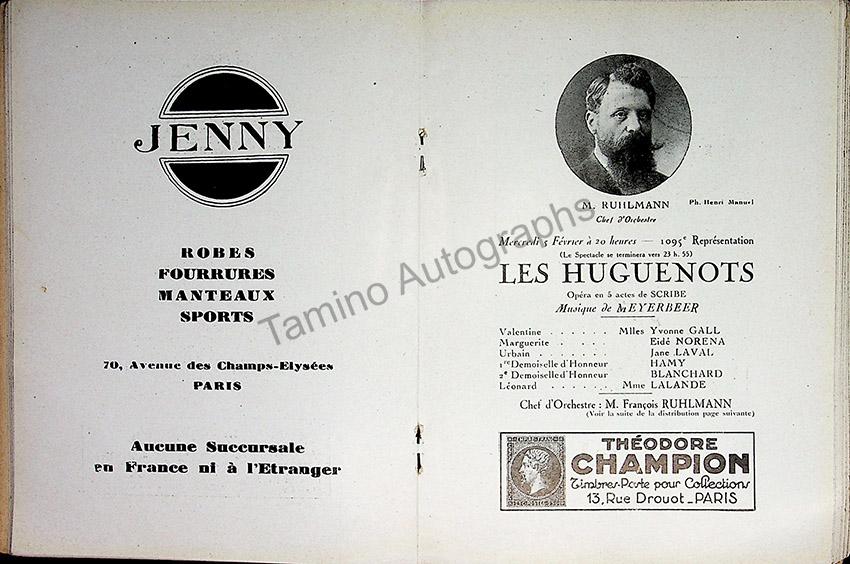 JENNY
ROBES
FOURRURES
MANTEAUX
SPORTS
70, Avenue des Champs-Elysées
PARIS
Aucune Succursale
en France ni à l'Etranger
M. RUHLMANN
Ph. Henri Manuel
Chef d'Orchestre
Mercredi 5 Février à 20 heures — 1095e Représentation
(Le Spectacle se terminera vers 23 h. 55)
LES HUGUENOTS
Opéra en 5 actes de SCRIBE
Musique de MEYERBEER
Valentine . . . . . . Mlles Yvonne GALL
Marguerite . . . . . Eidé NORENA
Urbain . . . . . . . Jane LAVAL
1re Demoiselle d'Honneur HAMY
2e Demoiselle d'Honneur BLANCHARD
Léonard . . . . . . Mme LALANDE
Chef d'Orchestre : M. François RUHLMANN
(Voir la suite de la distribution page suivante)
THÉODORE
CHAMPION
Timbres-Poste pour Collections
13, Rue Drouot - PARIS
EMPIRE FRANC
Tamino Autographs